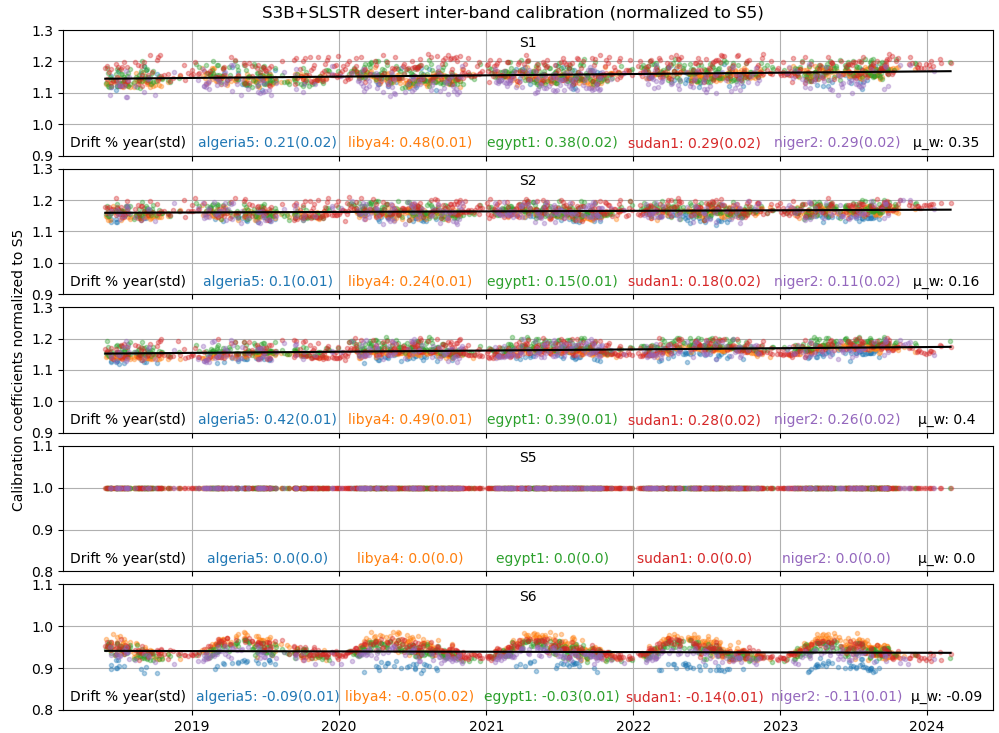 S3B+SLSTR desert inter-band calibration (normalized to S5)
Calibration coefficients normalized to S5
S1
1.3
1.2
1.1
1.0
0.9
Drift % year(std) algeria5: 0.21(0.02) libya4: 0.48(0.01) egypt1: 0.38(0.02) sudan1: 0.29(0.02) niger2: 0.29(0.02) μ_w: 0.35
S2
1.3
1.2
1.1
1.0
0.9
Drift % year(std) algeria5: 0.1(0.01) libya4: 0.24(0.01) egypt1: 0.15(0.01) sudan1: 0.18(0.02) niger2: 0.11(0.02) μ_w: 0.16
S3
1.3
1.2
1.1
1.0
0.9
Drift % year(std) algeria5: 0.42(0.01) libya4: 0.49(0.01) egypt1: 0.39(0.01) sudan1: 0.28(0.02) niger2: 0.26(0.02) μ_w: 0.4
S5
1.1
1.0
0.9
0.8
Drift % year(std) algeria5: 0.0(0.0) libya4: 0.0(0.0) egypt1: 0.0(0.0) sudan1: 0.0(0.0) niger2: 0.0(0.0) μ_w: 0.0
S6
1.1
1.0
0.9
0.8
Drift % year(std) algeria5: -0.09(0.01) libya4: -0.05(0.02) egypt1: -0.03(0.01) sudan1: -0.14(0.01) niger2: -0.11(0.01) μ_w: -0.09
2019 2020 2021 2022 2023 2024